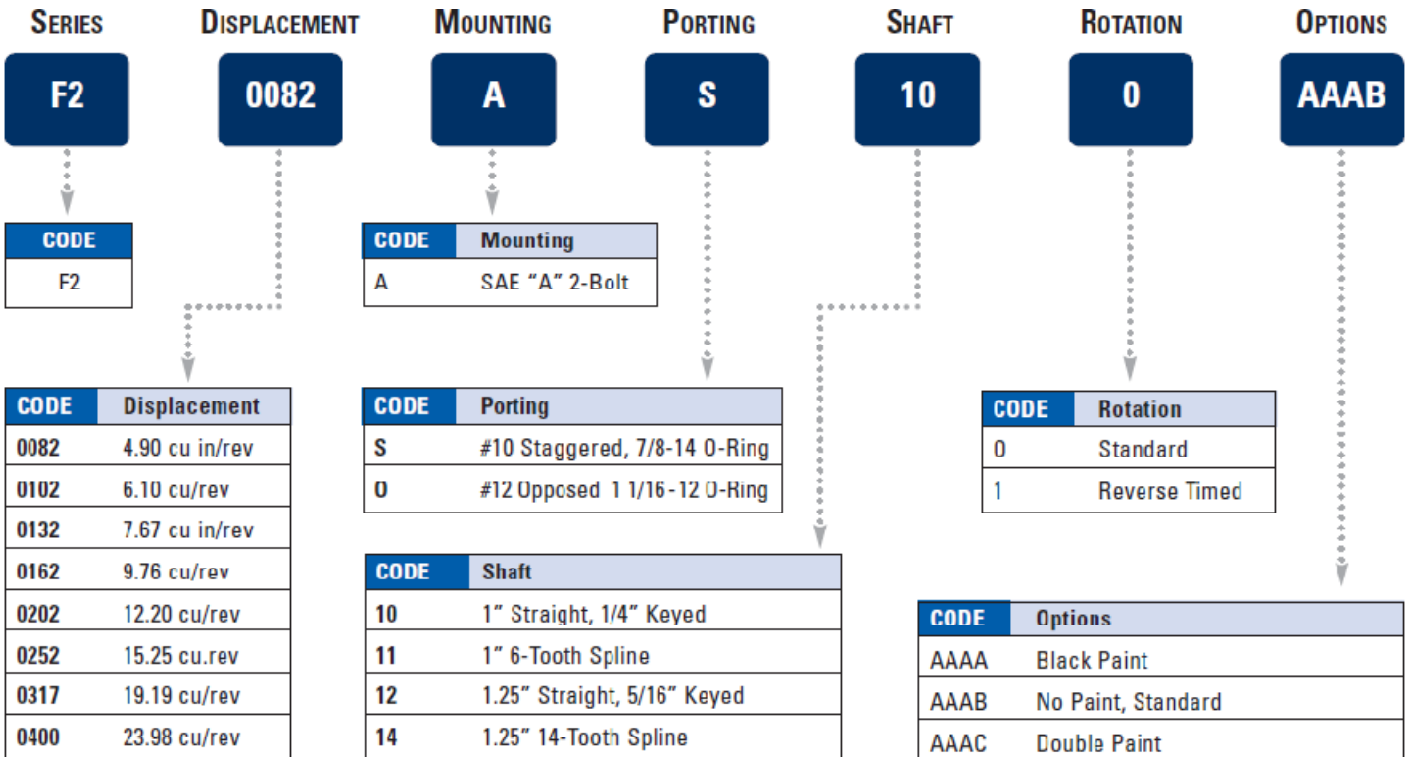 SERIES DISPLACEMENT MOUNTING PORTING SHAFT ROTATION OPTIONS
F2 0082 A S 10 0 AAAB
CODE
F2
CODE Displacement
0082 4.90 cu in/rev
0102 6.10 cu/rev
0132 7.67 cu in/rev
0162 9.76 cu/rev
0202 12.20 cu/rev
0252 15.25 cu.rev
0317 19.19 cu/rev
0400 23.98 cu/rev
CODE Mounting
A SAE “A” 2-Bolt
CODE Porting
S #10 Staggered, 7/8-14 O-Ring
O #12 Opposed 1 1/16-12 O-Ring
CODE Shaft
10 1” Straight, 1/4” Keyed
11 1” 6-Tooth Spline
12 1.25” Straight, 5/16” Keyed
14 1.25” 14-Tooth Spline
CODE Rotation
0 Standard
1 Reverse Timed
CODE Options
AAAA Black Paint
AAAB No Paint, Standard
AAAC Double Paint